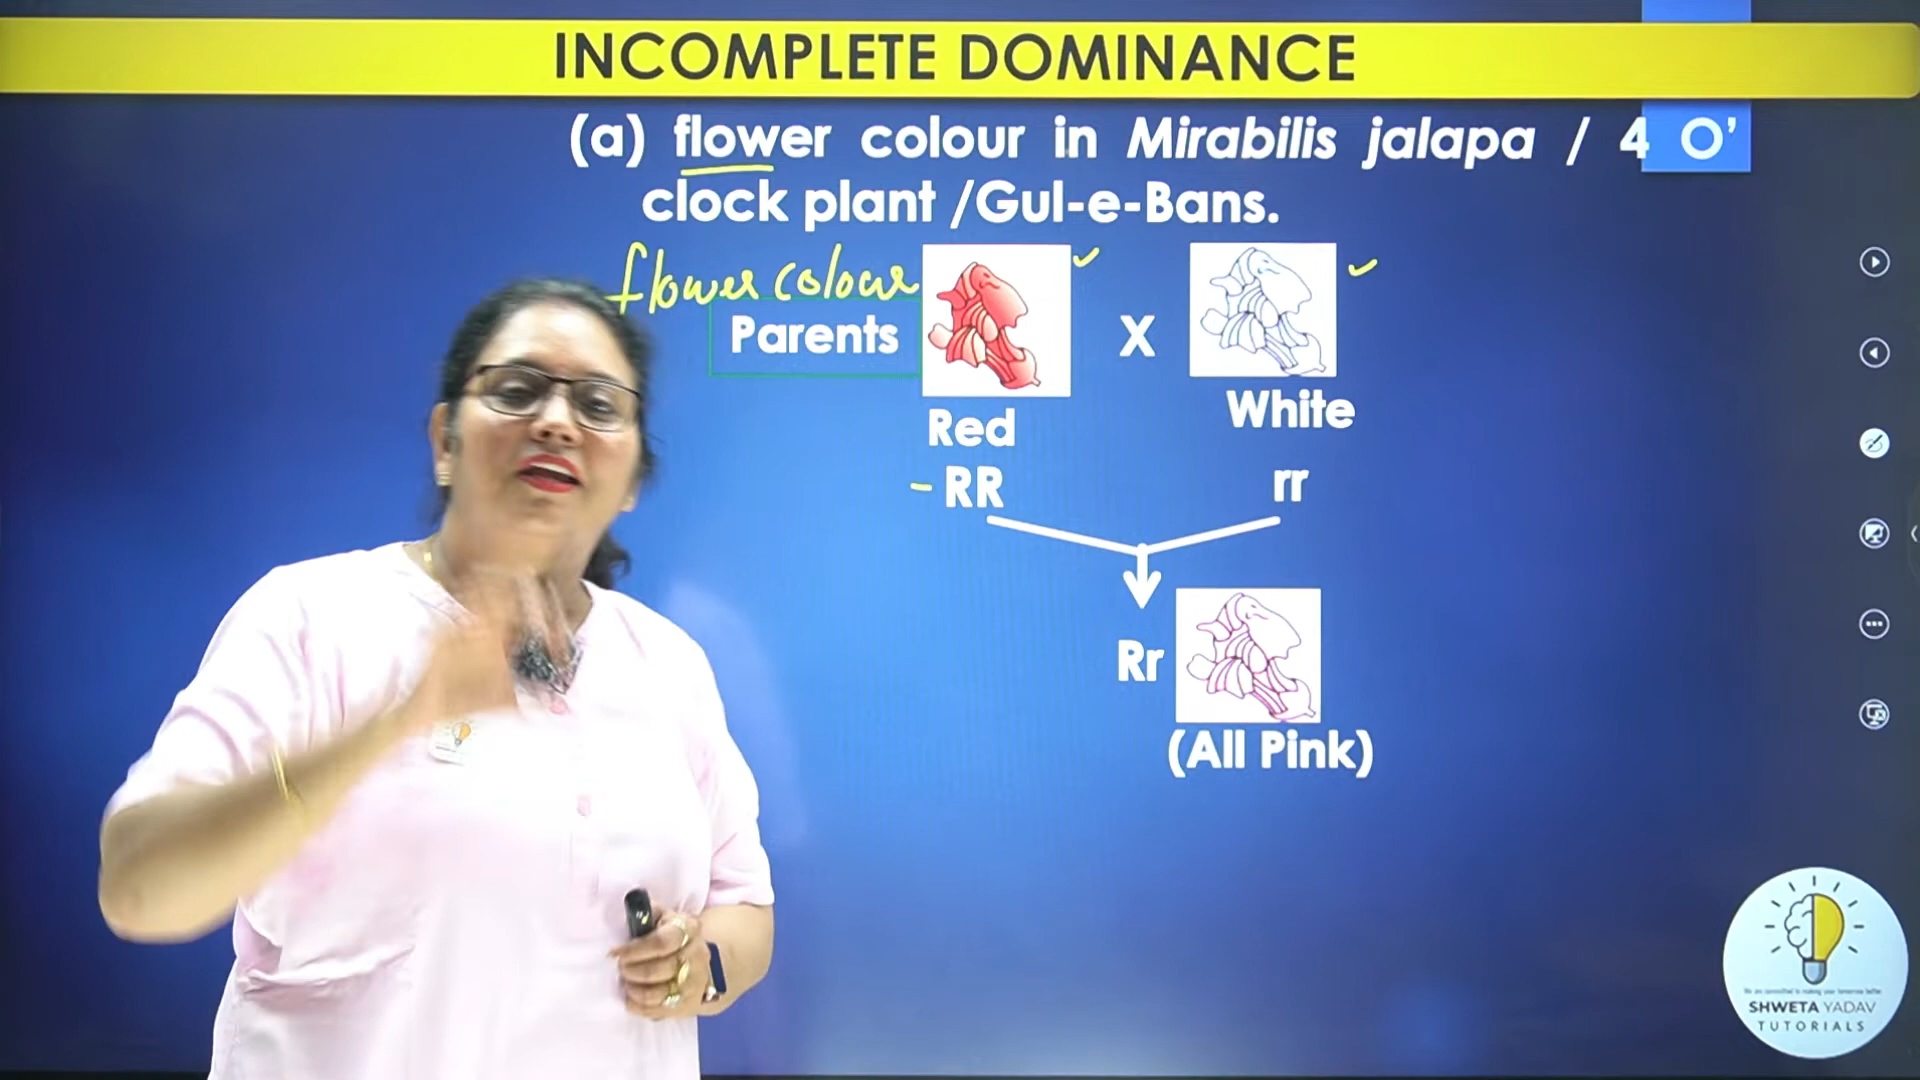 INCOMPLETE DOMINANCE
(a) flower colour in Mirabilis jalapa / 4 O'
clock plant /Gul-e-Bans.
flower colour
Parents
X
Red
White
RR
rr
Rr
(All Pink)
SHWETA YADAV
TUTORIALS